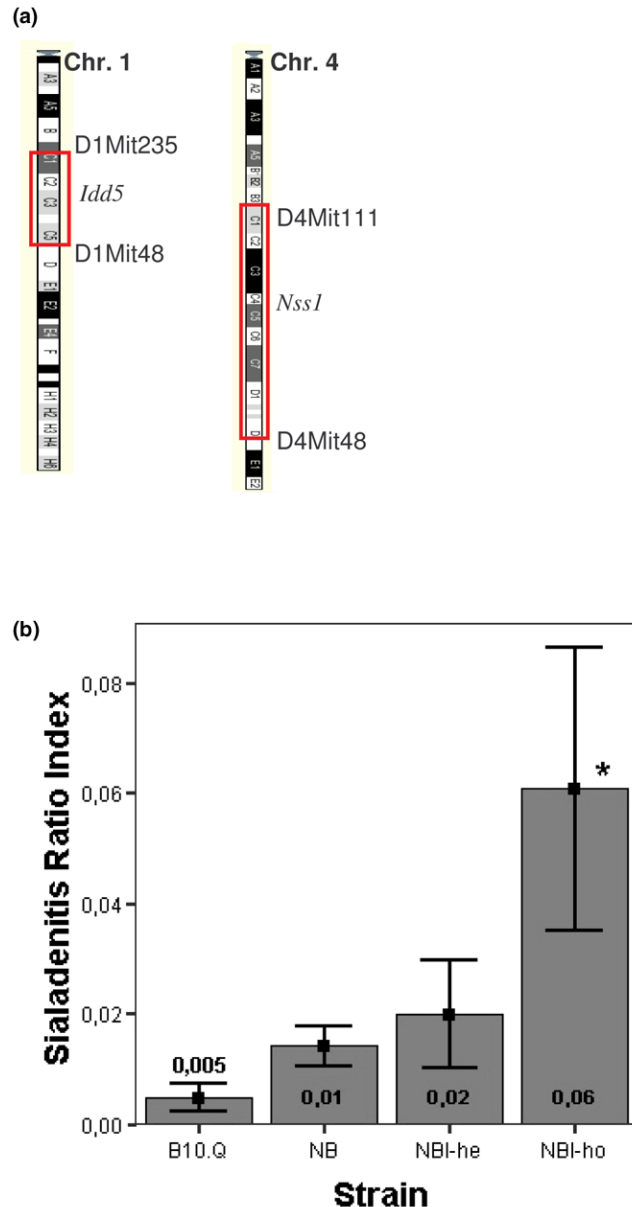 (a)
Chr. 1
A3
A5
B
C1
C2
C3
C5
D
E1
E2
E4
F
H1
H2
H3
H4
H6
D1Mit235
Idd5
D1Mit48
Chr. 4
A1
A2
A3
A5
B1
B2
B3
C1
C2
C3
C4
C5
C6
C7
D1
D
E1
E2
D4Mit111
Nss1
D4Mit48
(b)
Sialadenitis Ratio Index
0,08
0,06
0,04
0,02
0,00
*
0,005
0,01
0,02
0,06
B10.Q NB NBI-he NBI-ho
Strain